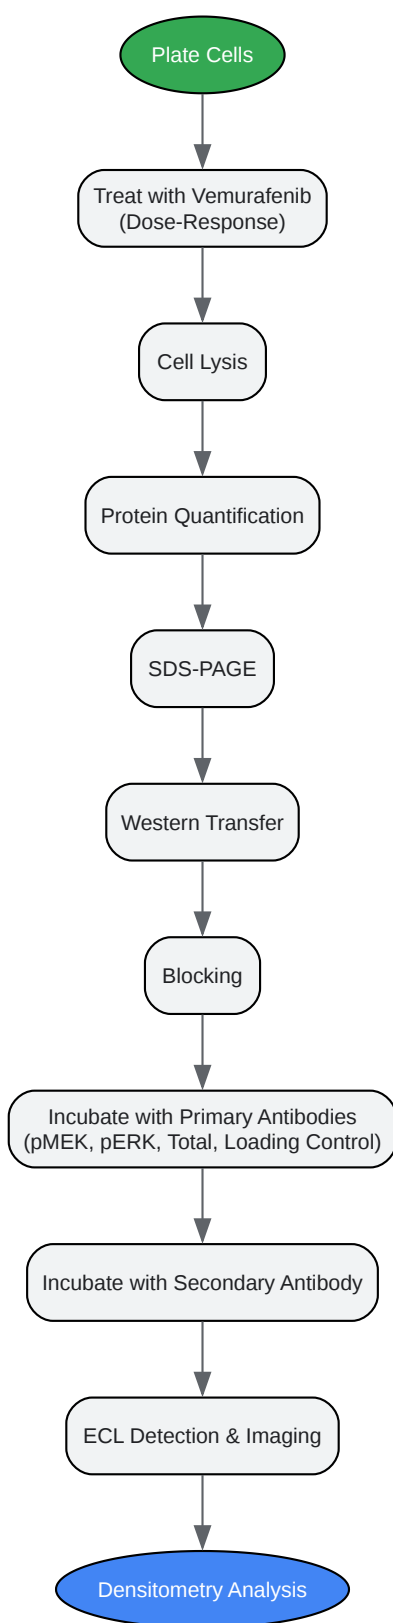 Plate Cells
Treat with Vemurafenib
(Dose-Response)
Cell Lysis
Protein Quantification
SDS-PAGE
Western Transfer
Blocking
Incubate with Primary Antibodies
(pMEK, pERK, Total, Loading Control)
Incubate with Secondary Antibody
ECL Detection & Imaging
Densitometry Analysis